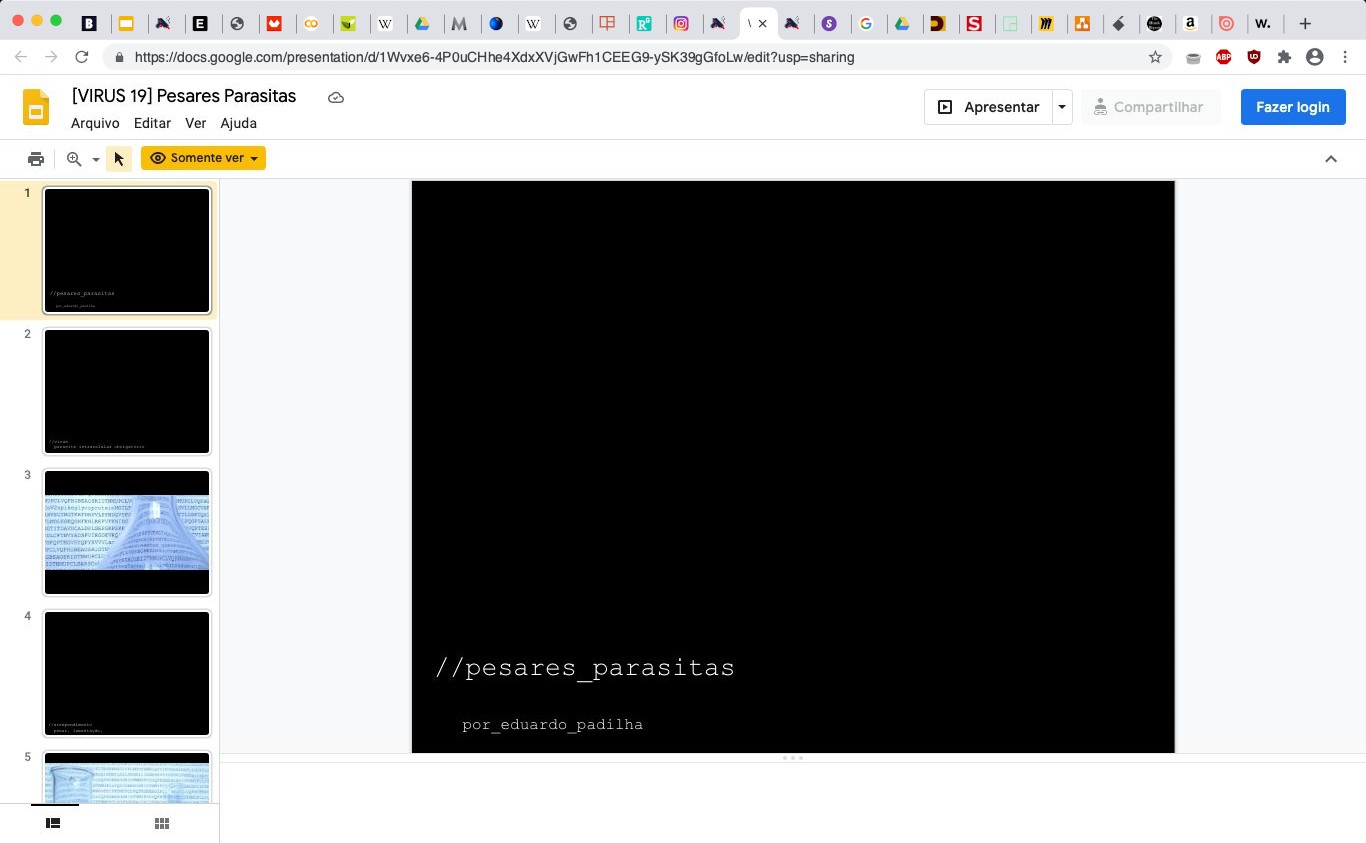 https://docs.google.com/presentation/d/1Wvxe6-4P0uCHhe4XdxXVjGwFh1CEEG9-ySK39gGfoLw/edit?usp=sharing
[VIRUS 19] Pesares Parasitas
Arquivo Editar Ver Ajuda
Apresentar
Compartilhar
Fazer login
Somente ver
1
//pesares_parasitas
por_eduardo_padilha
2
//virus
parasita intracelular obrigatório
3
4
//arrependimento
pesar, lamentação.
5
//pesares_parasitas
por_eduardo_padilha